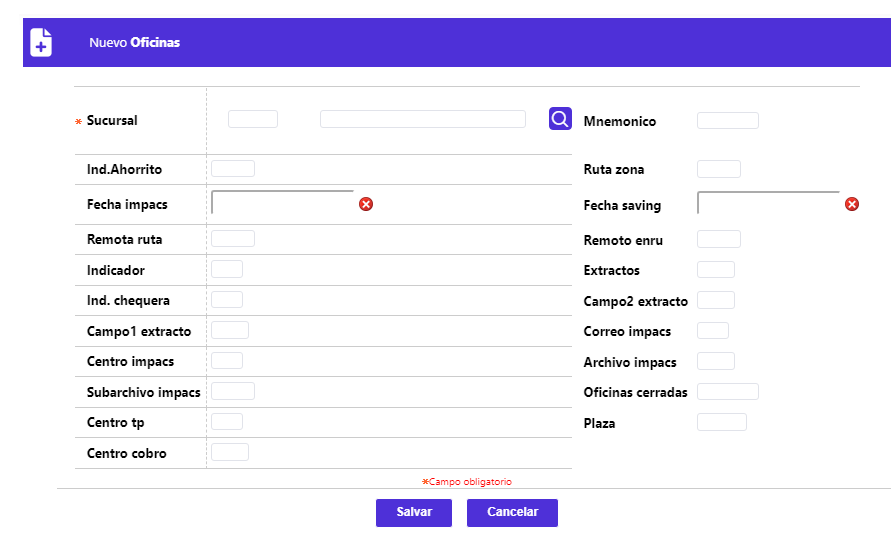 Nuevo Oficinas
* Sucursal
Mnemonico
Ind.Ahorrito
Ruta zona
Fecha impacs
Fecha saving
Remota ruta
Remoto enru
Indicador
Extractos
Ind. chequera
Campo2 extracto
Campo1 extracto
Correo impacs
Centro impacs
Archivo impacs
Subarchivo impacs
Oficinas cerradas
Centro tp
Plaza
Centro cobro
*Campo obligatorio
Salvar
Cancelar